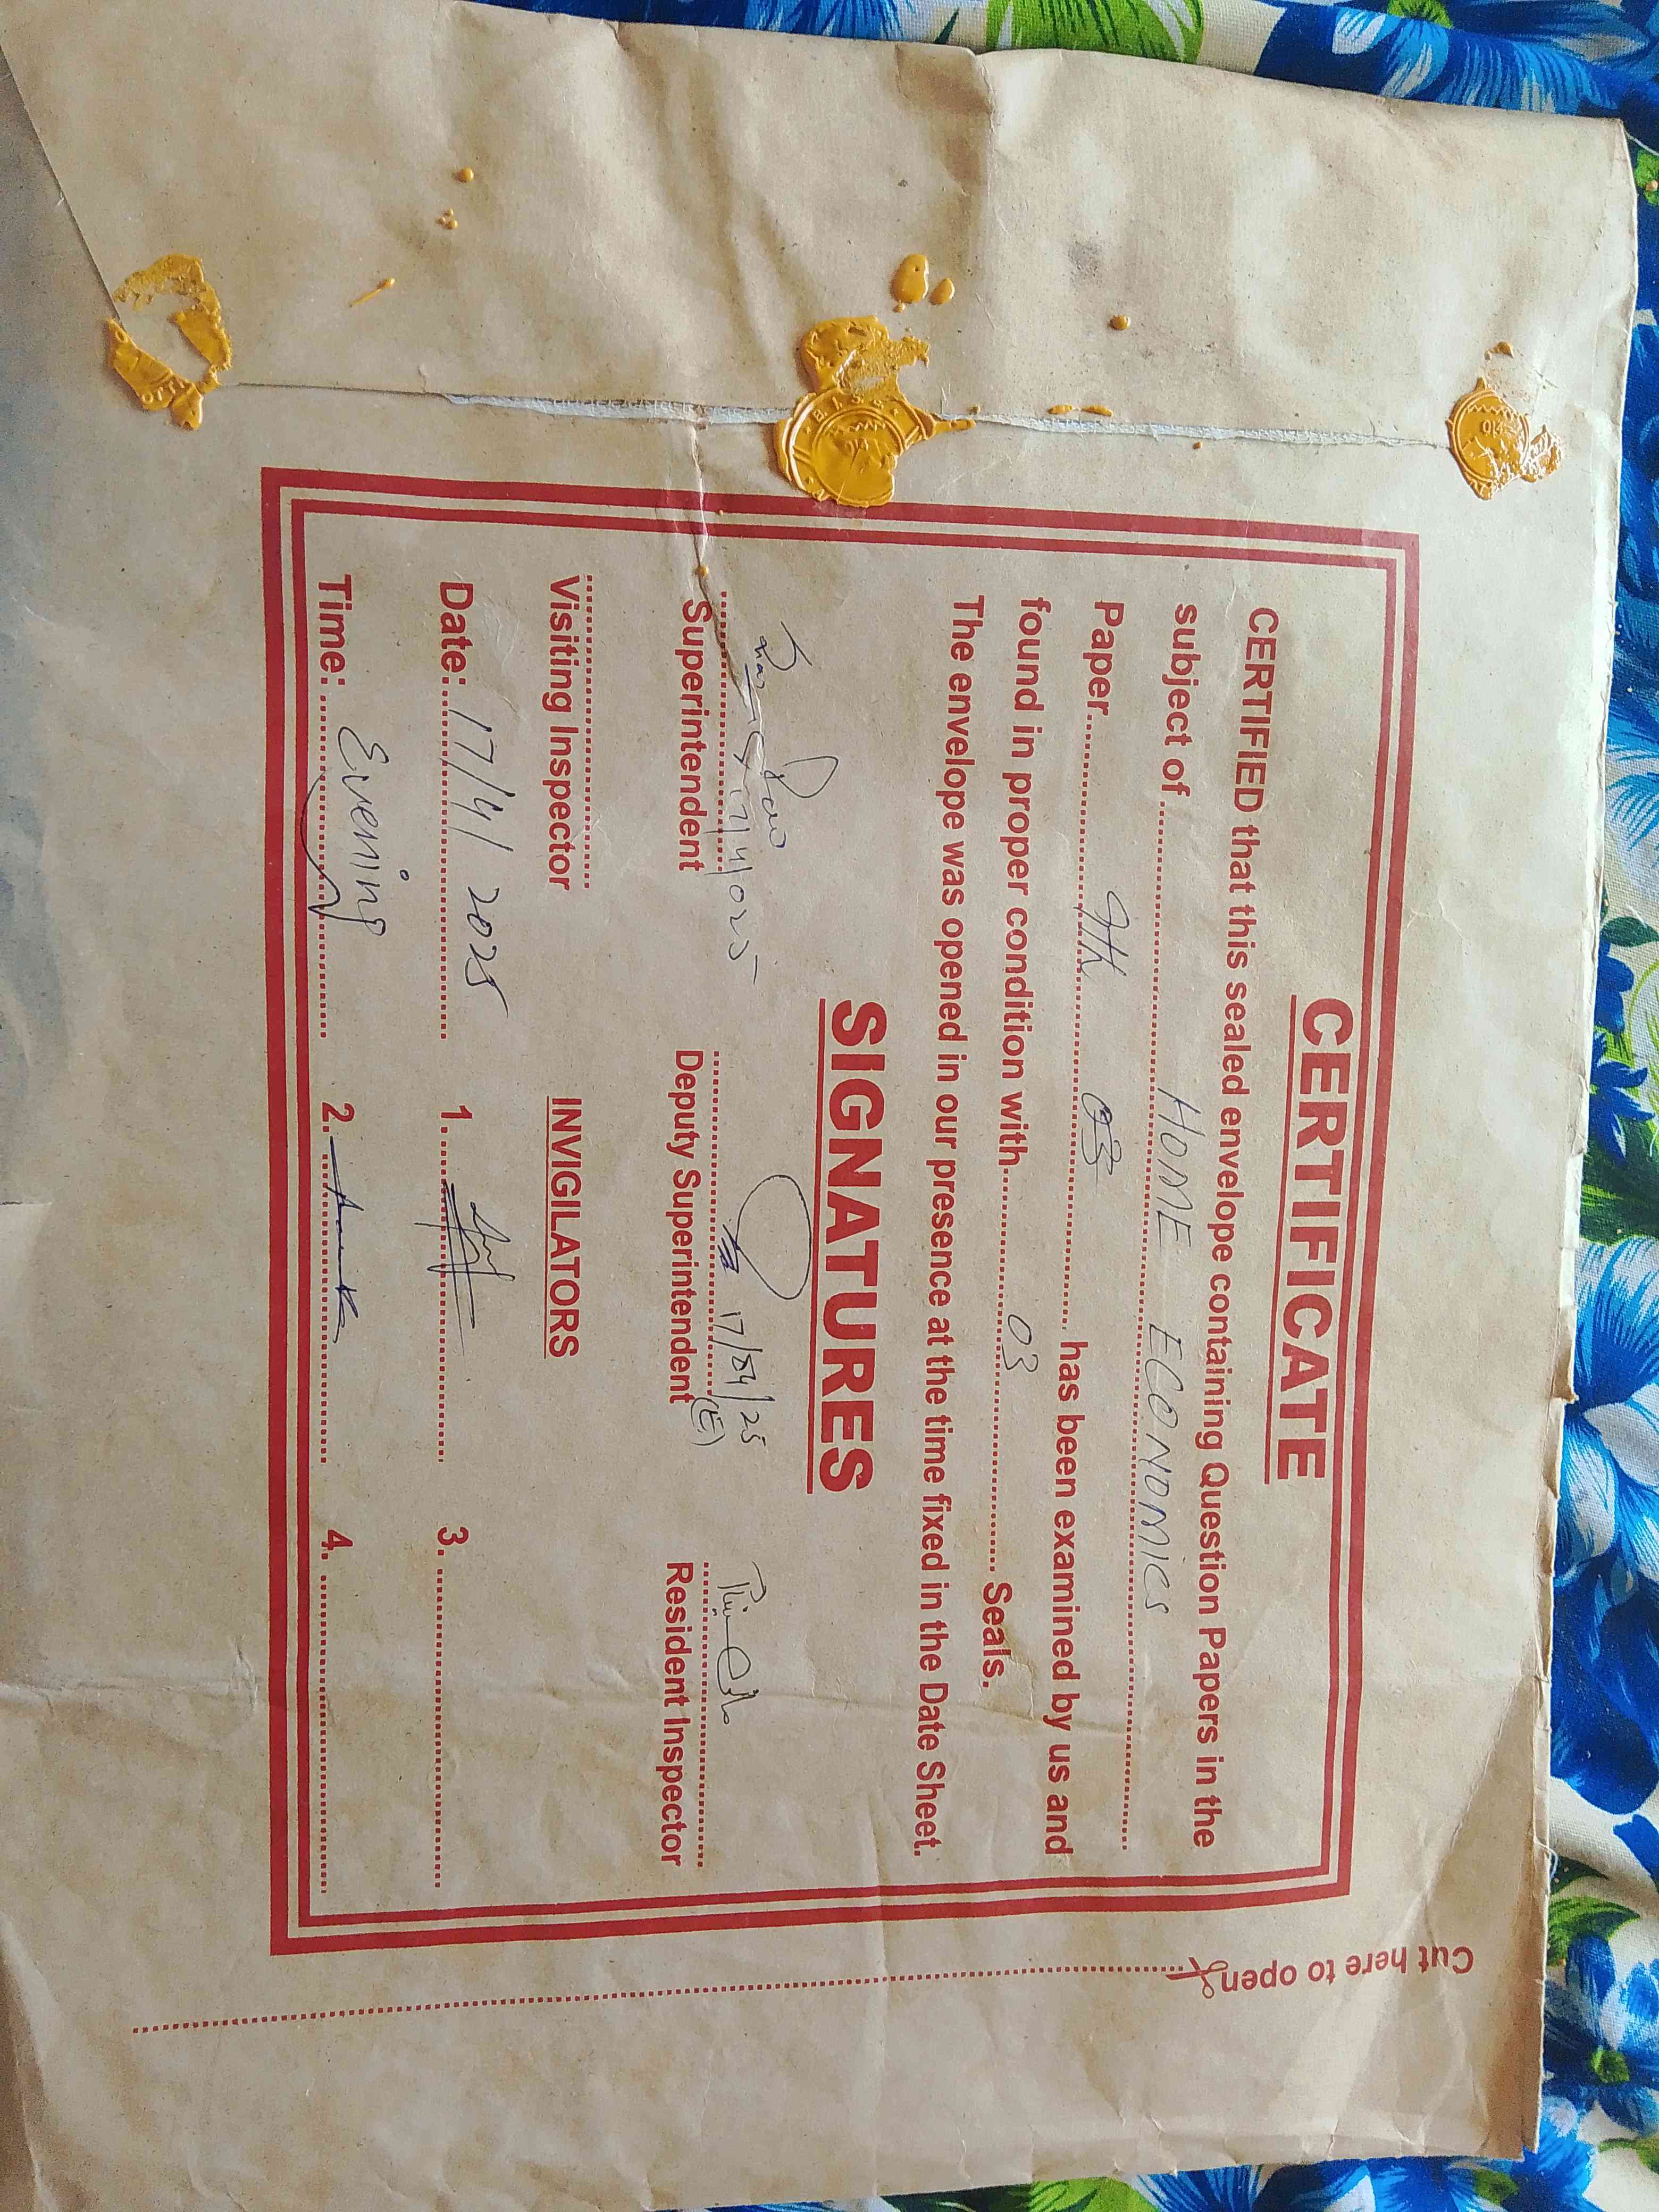 CERTIFICATE
CERTIFIED that this sealed envelope containing Question Papers in the
subject of HOME ECONOMICS
Paper 9th 03 has been examined by us and
found in proper condition with 03 Seals.
The envelope was opened in our presence at the time fixed in the Date Sheet.
SIGNATURES
17/4/025 17/04/25 (E)
Superintendent Deputy Superintendent Resident Inspector
Visiting Inspector INVIGILATORS
Date: 17/4/2025 1. 3.
Time: Evening 2. 4.
Cut here to open